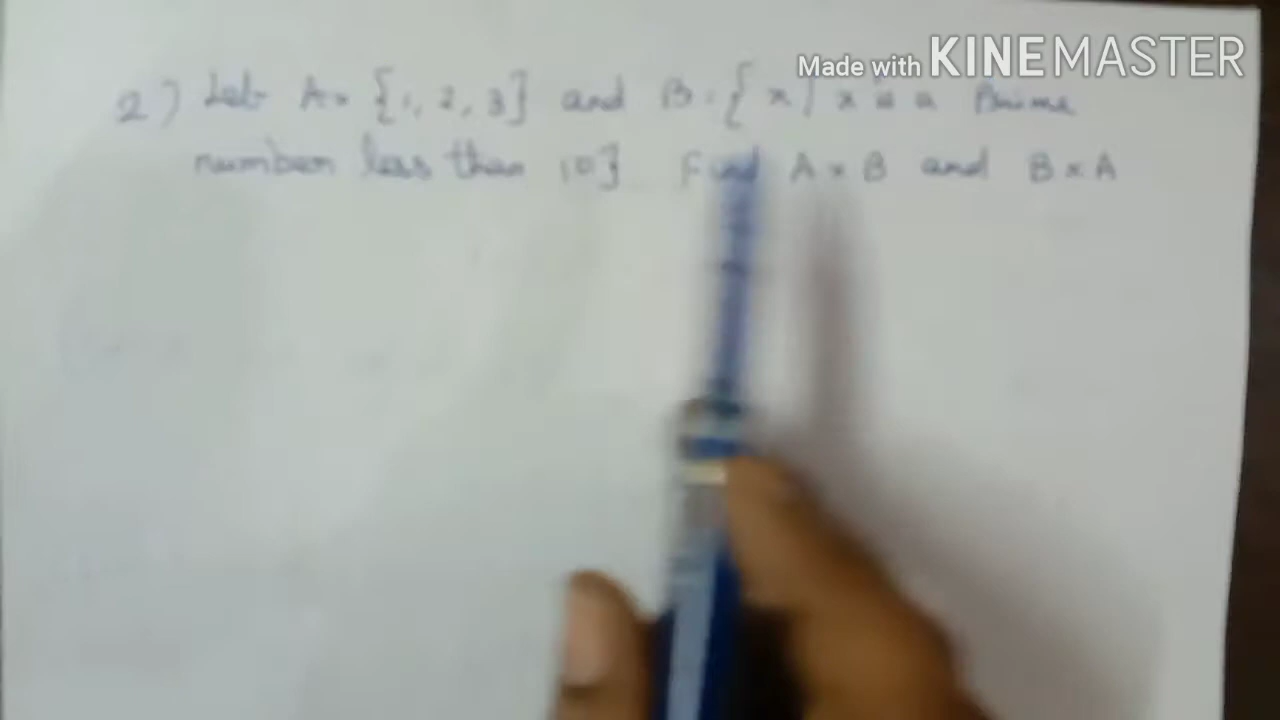 Made with KINEMASTER
2) Let A = {1, 2, 3} and B = {x / x is a Prime
number less than 10} Find A × B and B × A